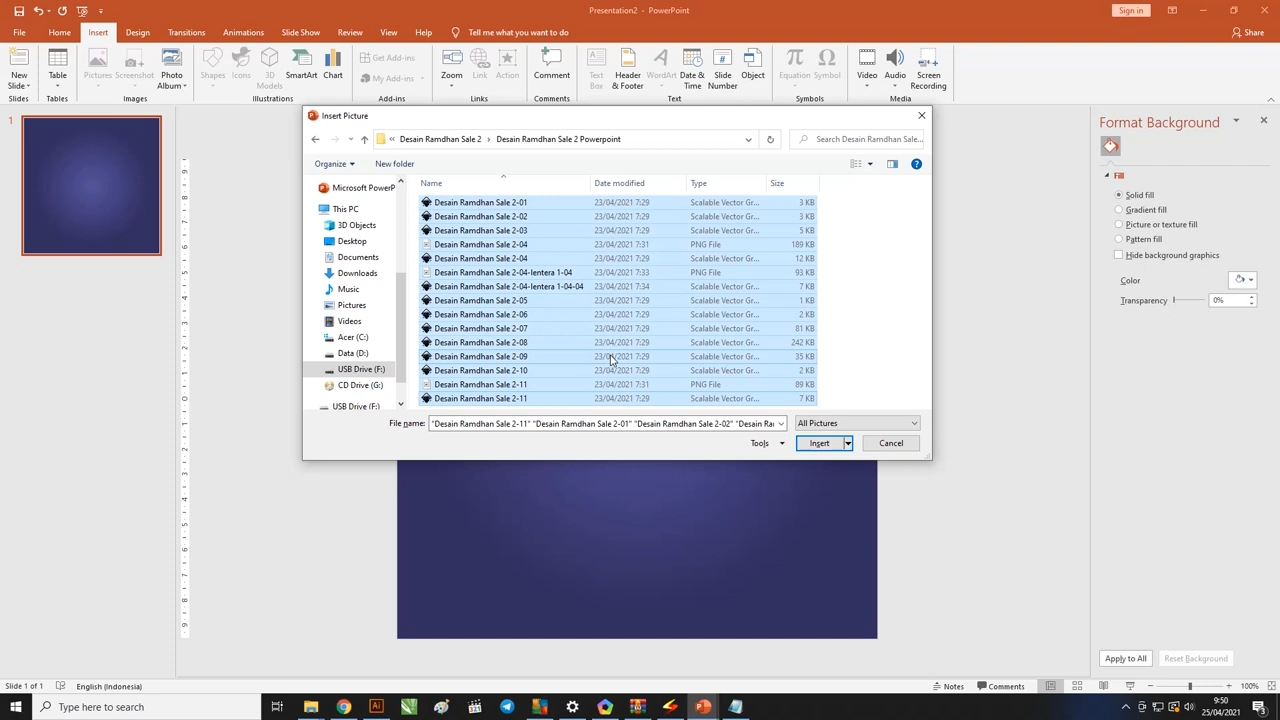 Presentation2 - PowerPoint
Sign in
File Home Insert Design Transitions Animations Slide Show Review View Help Tell me what you want to do Share
New Slide Table Pictures Screenshot Photo Album Shapes Icons 3D Models SmartArt Chart Get Add-ins My Add-ins Zoom Link Action Comment Text Box Header & Footer WordArt Date & Time Slide Number Object Equation Symbol Video Audio Screen Recording
Slides Tables Images Illustrations Add-ins Links Comments Text Symbols Media
1
Insert Picture
« Desain Ramdhan Sale 2 > Desain Ramdhan Sale 2 Powerpoint Search Desain Ramdhan Sale...
Organize New folder
Name Date modified Type Size
Microsoft PowerP
This PC
3D Objects
Desktop
Documents
Downloads
Music
Pictures
Videos
Acer (C:)
Data (D:)
USB Drive (F:)
CD Drive (G:)
USB Drive (F:)
Desain Ramdhan Sale 2-01 23/04/2021 7:29 Scalable Vector Gr... 3 KB
Desain Ramdhan Sale 2-02 23/04/2021 7:29 Scalable Vector Gr... 3 KB
Desain Ramdhan Sale 2-03 23/04/2021 7:29 Scalable Vector Gr... 5 KB
Desain Ramdhan Sale 2-04 23/04/2021 7:31 PNG File 189 KB
Desain Ramdhan Sale 2-04 23/04/2021 7:29 Scalable Vector Gr... 12 KB
Desain Ramdhan Sale 2-04-lentera 1-04 23/04/2021 7:33 PNG File 93 KB
Desain Ramdhan Sale 2-04-lentera 1-04-04 23/04/2021 7:34 Scalable Vector Gr... 7 KB
Desain Ramdhan Sale 2-05 23/04/2021 7:29 Scalable Vector Gr... 1 KB
Desain Ramdhan Sale 2-06 23/04/2021 7:29 Scalable Vector Gr... 2 KB
Desain Ramdhan Sale 2-07 23/04/2021 7:29 Scalable Vector Gr... 81 KB
Desain Ramdhan Sale 2-08 23/04/2021 7:29 Scalable Vector Gr... 242 KB
Desain Ramdhan Sale 2-09 23/04/2021 7:29 Scalable Vector Gr... 35 KB
Desain Ramdhan Sale 2-10 23/04/2021 7:29 Scalable Vector Gr... 2 KB
Desain Ramdhan Sale 2-11 23/04/2021 7:31 PNG File 89 KB
Desain Ramdhan Sale 2-11 23/04/2021 7:29 Scalable Vector Gr... 7 KB
File name: "Desain Ramdhan Sale 2-11" "Desain Ramdhan Sale 2-01" "Desain Ramdhan Sale 2-02" "Desain Ra All Pictures
Tools Insert Cancel
Format Background
Fill
Solid fill
Gradient fill
Picture or texture fill
Pattern fill
Hide background graphics
Color
Transparency 0%
Apply to All Reset Background
9 8 7 6 5 4 3 2 1 0 1 2 3 4 5 6 7 8 9
Slide 1 of 1 English (Indonesia) Notes Comments 100%
Type here to search
9:50
25/04/2021